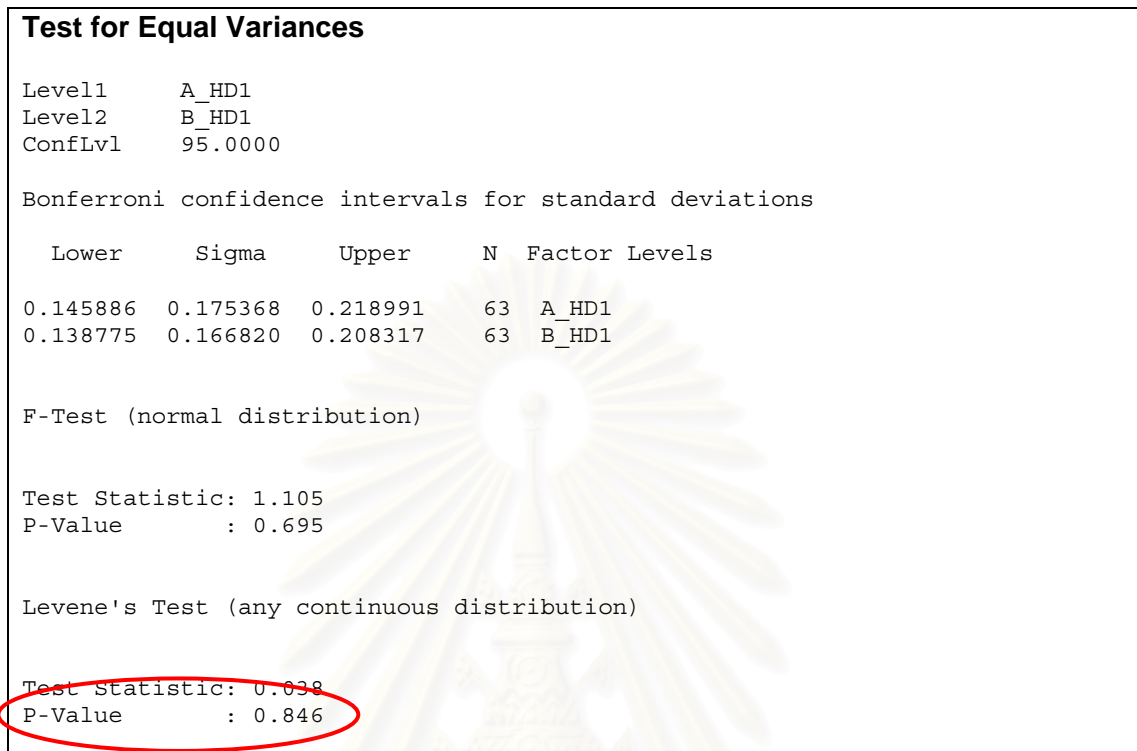 Test for Equal Variances
Level1 A_HD1
Level2 B_HD1
ConfLvl 95.0000
Bonferroni confidence intervals for standard deviations
Lower Sigma Upper N Factor Levels
0.145886 0.175368 0.218991 63 A_HD1
0.138775 0.166820 0.208317 63 B_HD1
F-Test (normal distribution)
Test Statistic: 1.105
P-Value : 0.695
Levene's Test (any continuous distribution)
Test Statistic: 0.038
P-Value : 0.846